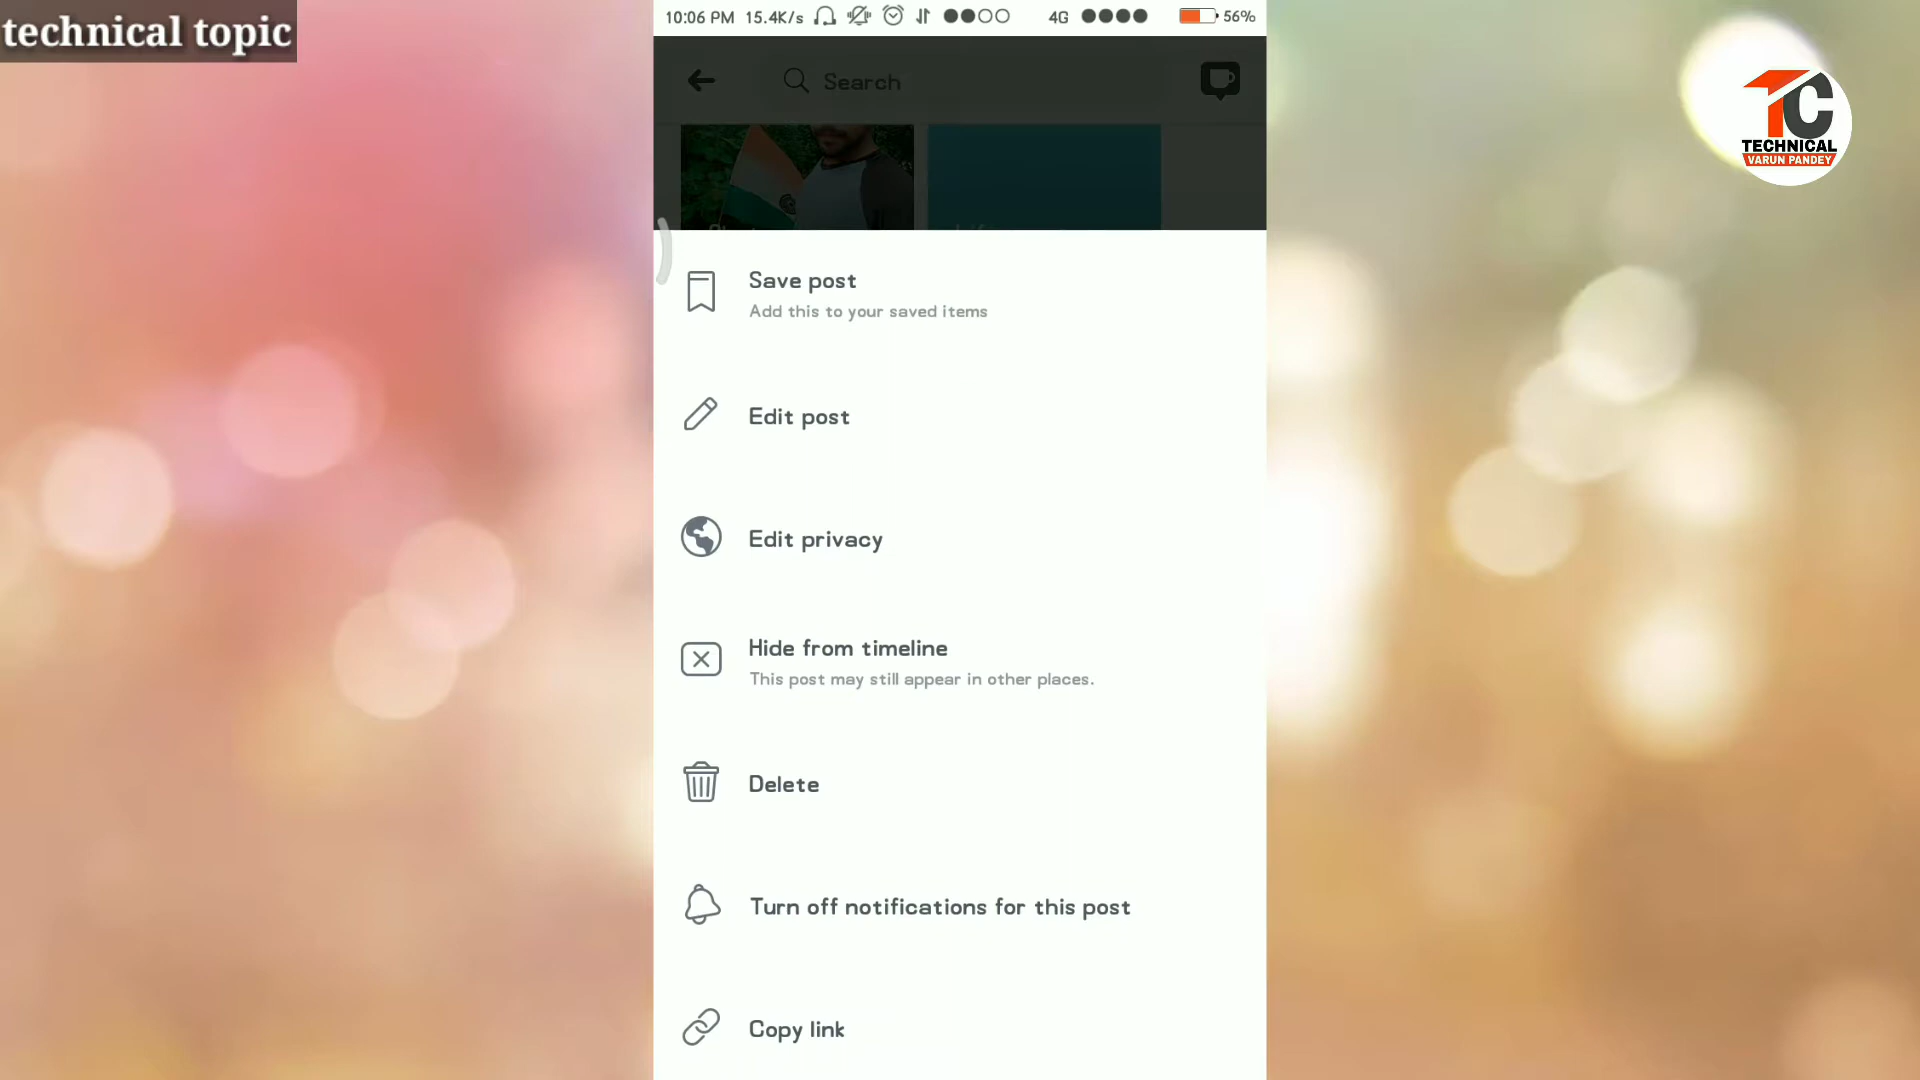 technical topic
10:06 PM 15.4K/s 4G 56%
Search
TC
TECHNICAL
VARUN PANDEY
Save post
Add this to your saved items
Edit post
Edit privacy
Hide from timeline
This post may still appear in other places.
Delete
Turn off notifications for this post
Copy link